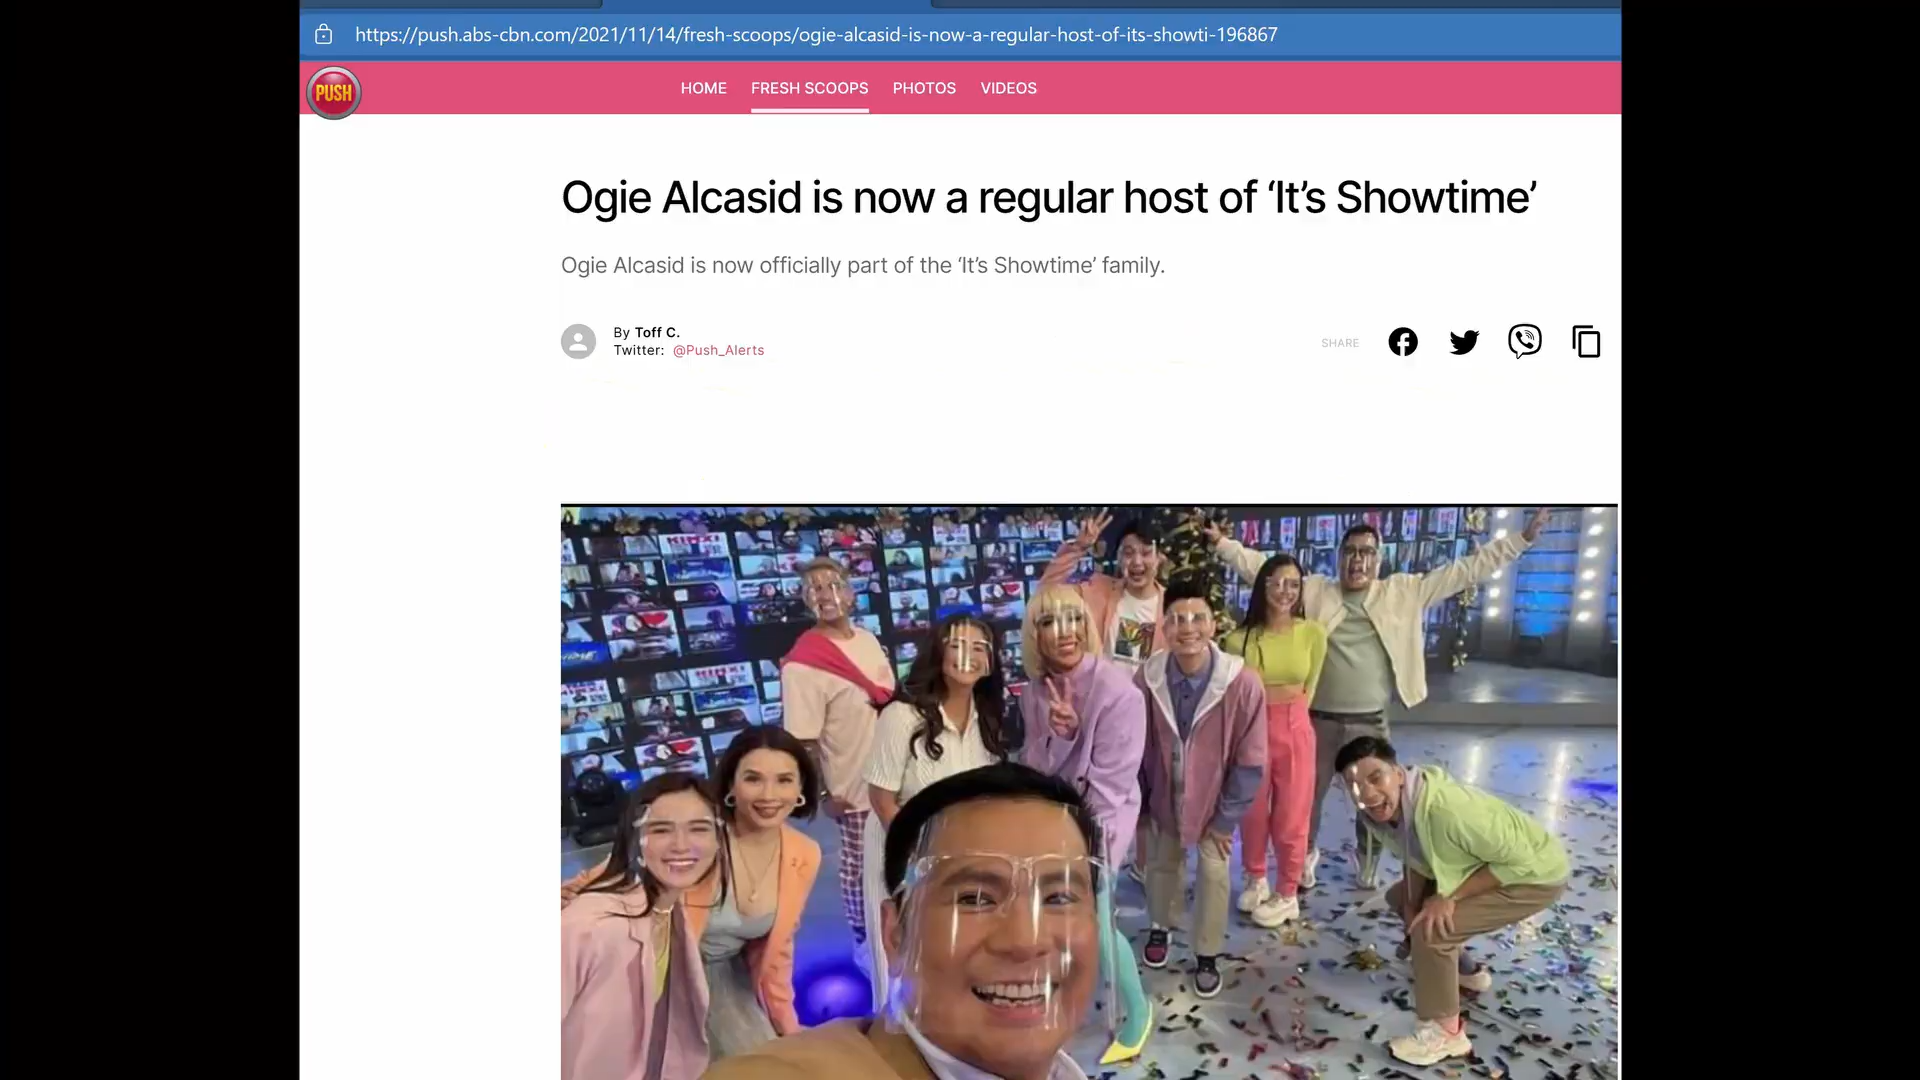 https://push.abs-cbn.com/2021/11/14/fresh-scoops/ogie-alcasid-is-now-a-regular-host-of-its-showti-196867
PUSH
HOME FRESH SCOOPS PHOTOS VIDEOS
Ogie Alcasid is now a regular host of ‘It’s Showtime’
Ogie Alcasid is now officially part of the ‘It’s Showtime’ family.
By Toff C.
Twitter: @Push_Alerts
SHARE